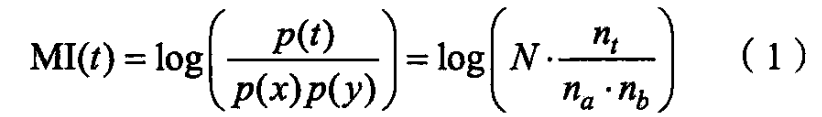 MI(t) = log( p(t) / p(x)p(y) ) = log( N · n_t / n_a · n_b ) （1）